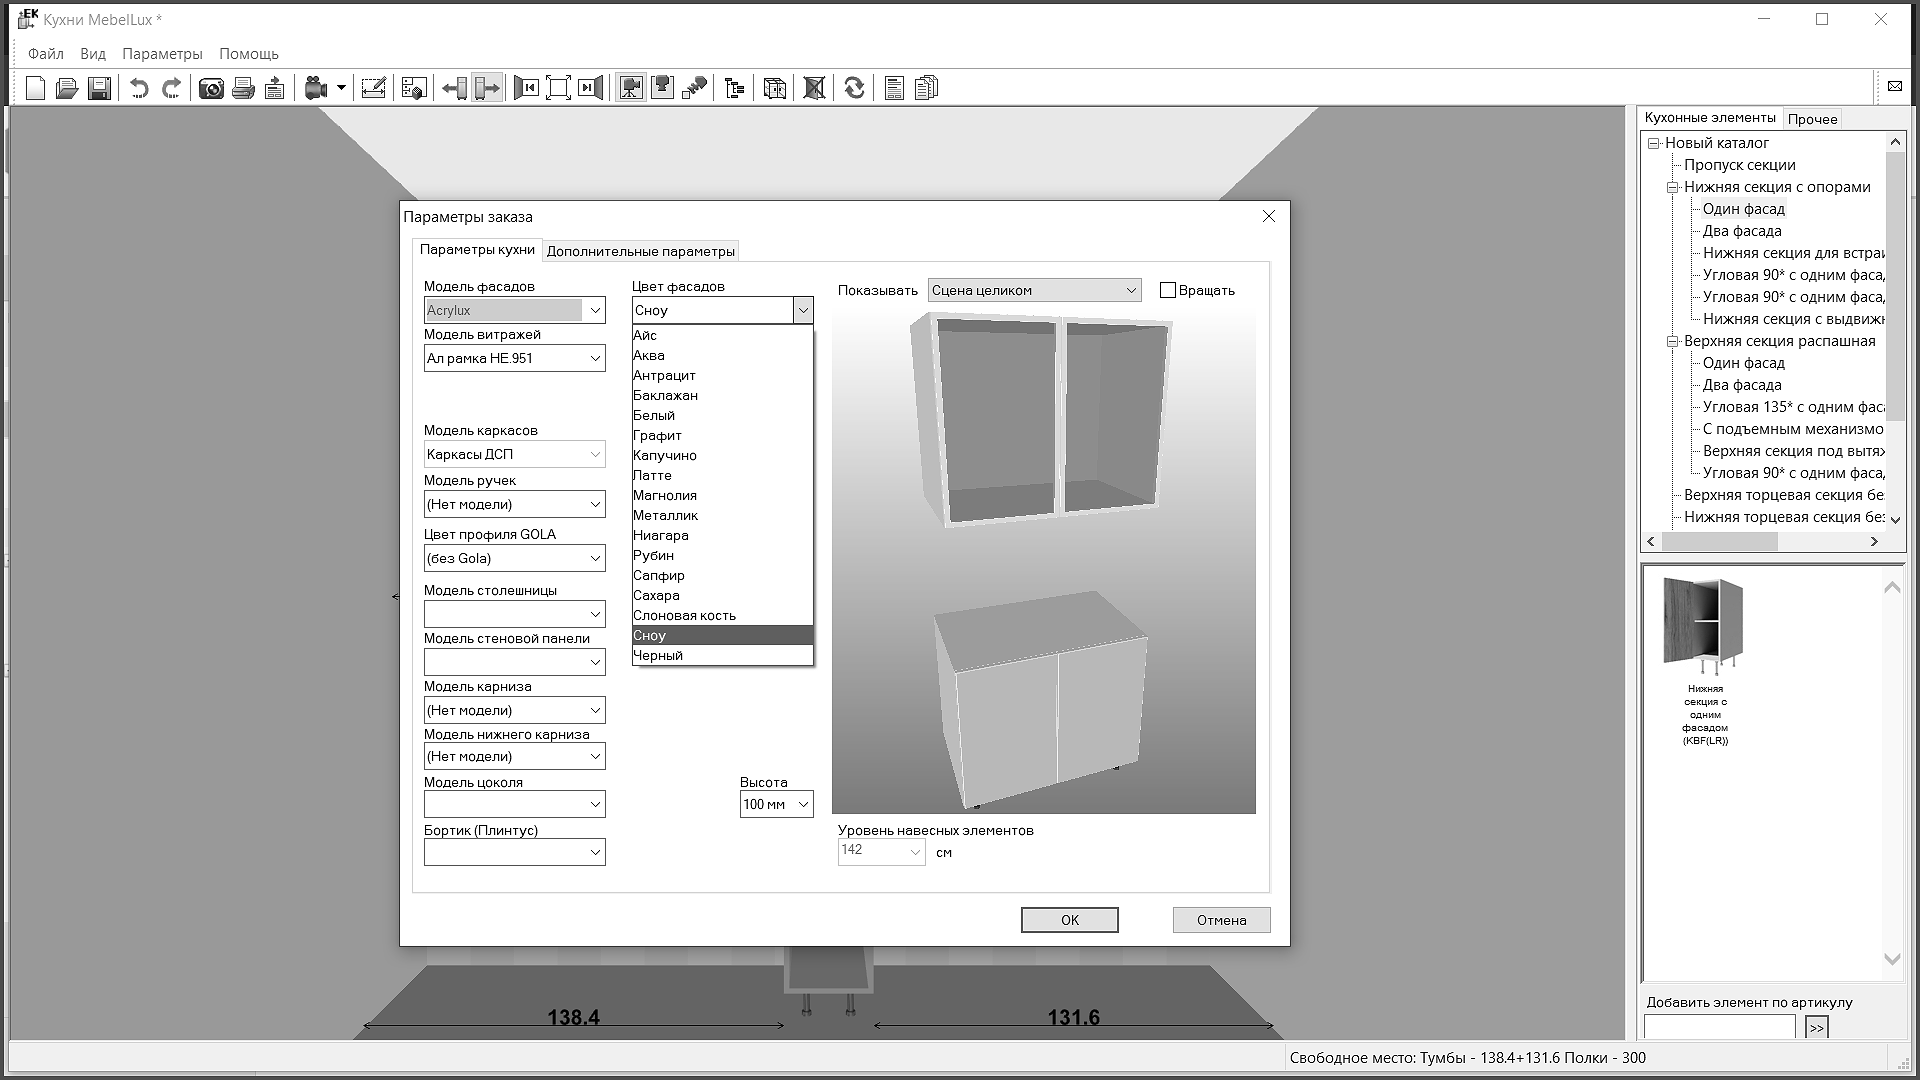 Кухни MebelLux *
Файл Вид Параметры Помощь
Кухонные элементы Прочее
Новый каталог
Пропуск секции
Нижняя секция с опорами
Один фасад
Два фасада
Нижняя секция для встраи
Угловая 90* с одним фаса
Угловая 90* с одним фаса
Нижняя секция с выдвижн
Верхняя секция распашная
Один фасад
Два фасада
Угловая 135* с одним фаса
С подъемным механизмо
Верхняя секция под вытяж
Угловая 90* с одним фаса
Верхняя торцевая секция бе
Нижняя торцевая секция без
Параметры заказа
Параметры кухни Дополнительные параметры
Модель фасадов
Acrylux
Модель витражей
Ал рамка НЕ.951
Модель каркасов
Каркасы ДСП
Модель ручек
(Нет модели)
Цвет профиля GOLA
(без Gola)
Модель столешницы
Модель стеновой панели
Модель карниза
(Нет модели)
Модель нижнего карниза
(Нет модели)
Модель цоколя
Бортик (Плинтус)
Цвет фасадов
Сноу
Айс
Аква
Антрацит
Баклажан
Белый
Графит
Капучино
Латте
Магнолия
Металлик
Ниагара
Рубин
Сапфир
Сахара
Слоновая кость
Сноу
Черный
Высота
100 мм
Показывать Сцена целиком Вращать
Уровень навесных элементов
142 см
OK Отмена
138.4 131.6
Нижняя
секция с
одним
фасадом
(KBF(LR))
Добавить элемент по артикулу
>>
Свободное место: Тумбы - 138.4+131.6 Полки - 300